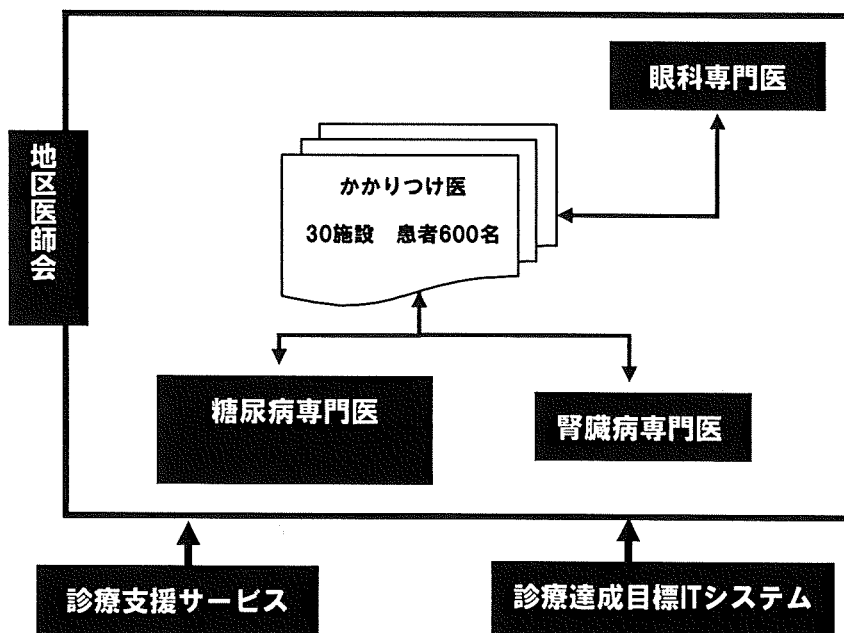 眼科専門医
地区医師会
かかりつけ医
30施設 患者600名
糖尿病専門医
腎臓病専門医
診療支援サービス
診療達成目標ITシステム